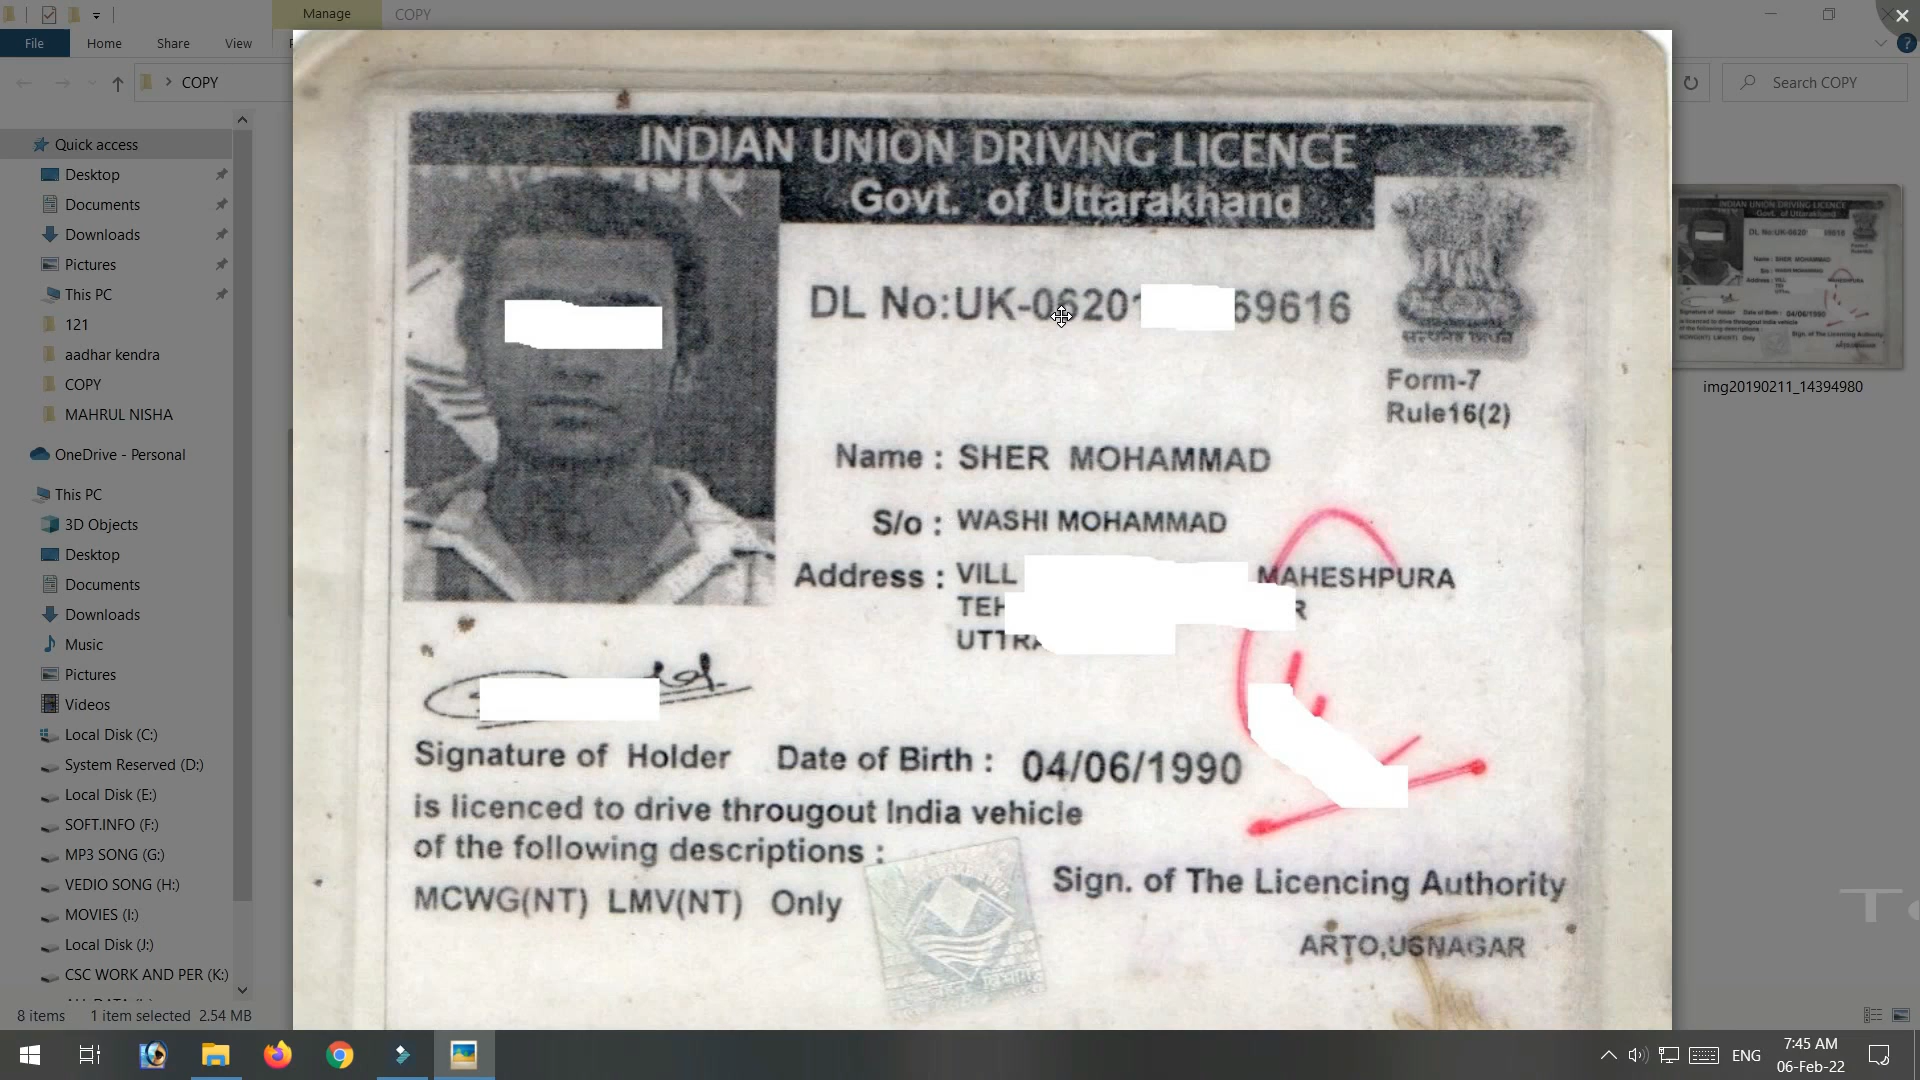 Manage
COPY
File
Home
Share
View
COPY
Search COPY
Quick access
Desktop
Documents
Downloads
Pictures
This PC
121
aadhar kendra
COPY
MAHRUL NISHA
OneDrive - Personal
This PC
3D Objects
Desktop
Documents
Downloads
Music
Pictures
Videos
Local Disk (C:)
System Reserved (D:)
Local Disk (E:)
SOFT.INFO (F:)
MP3 SONG (G:)
VEDIO SONG (H:)
MOVIES (I:)
Local Disk (J:)
CSC WORK AND PER (K:)
8 items 1 item selected 2.54 MB
INDIAN UNION DRIVING LICENCE
Govt. of Uttarakhand
DL No:UK-0620 69616
Form-7
Rule16(2)
Name : SHER MOHAMMAD
S/o : WASHI MOHAMMAD
Address : VILL MAHESHPURA
TEH R
UTTR
Signature of Holder Date of Birth : 04/06/1990
is licenced to drive througout India vehicle
of the following descriptions :
MCWG(NT) LMV(NT) Only
Sign. of The Licencing Authority
ARTO,USNAGAR
img20190211_14394980
ENG
7:45 AM
06-Feb-22